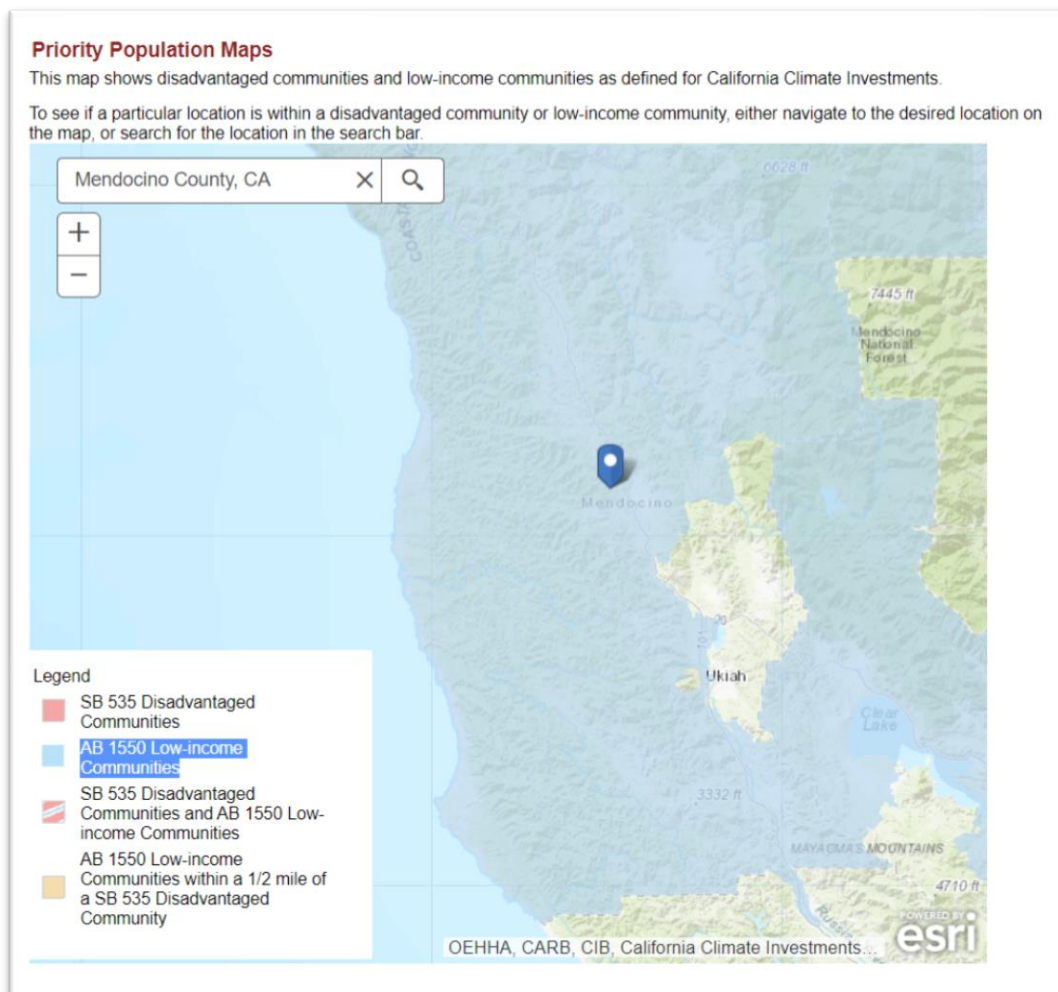 Priority Population Maps
This map shows disadvantaged communities and low-income communities as defined for California Climate Investments.
To see if a particular location is within a disadvantaged community or low-income community, either navigate to the desired location on
the map, or search for the location in the search bar.
Mendocino County, CA
+
−
6628 ft
COASTAL
7445 ft
Mendocino
National
Forest
Mendocino
20
101
Ukiah
Clear
Lake
3332 ft
MAYACMAS MOUNTAINS
4710 ft
Legend
SB 535 Disadvantaged
Communities
AB 1550 Low-income
Communities
SB 535 Disadvantaged
Communities and AB 1550 Low-
income Communities
AB 1550 Low-income
Communities within a 1/2 mile of
a SB 535 Disadvantaged
Community
OEHHA, CARB, CIB, California Climate Investments...
POWERED BY
esri